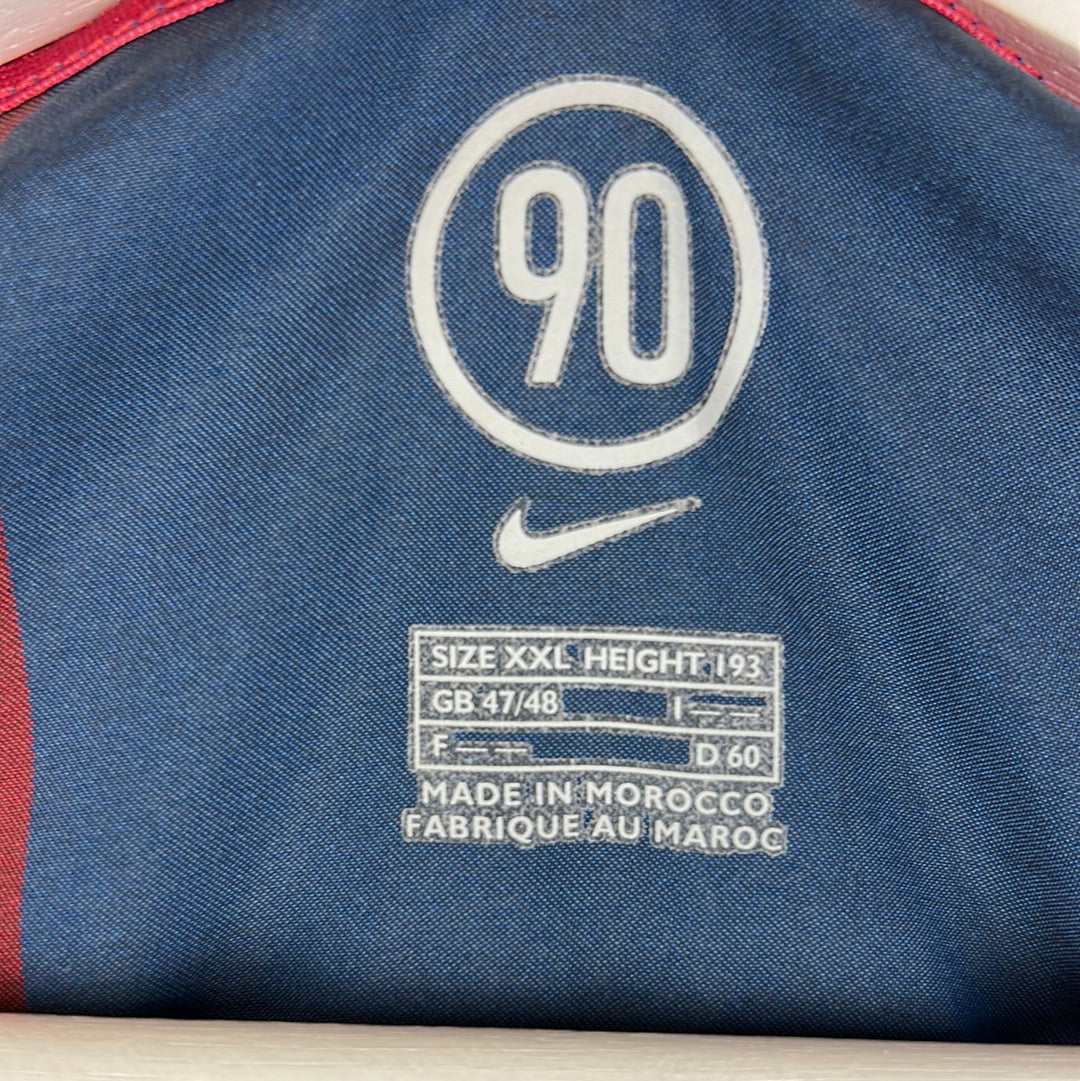 90
SIZE XXL HEIGHT 193
GB 47/48 I — —
F — — D 60
MADE IN MOROCCO
FABRIQUE AU MAROC